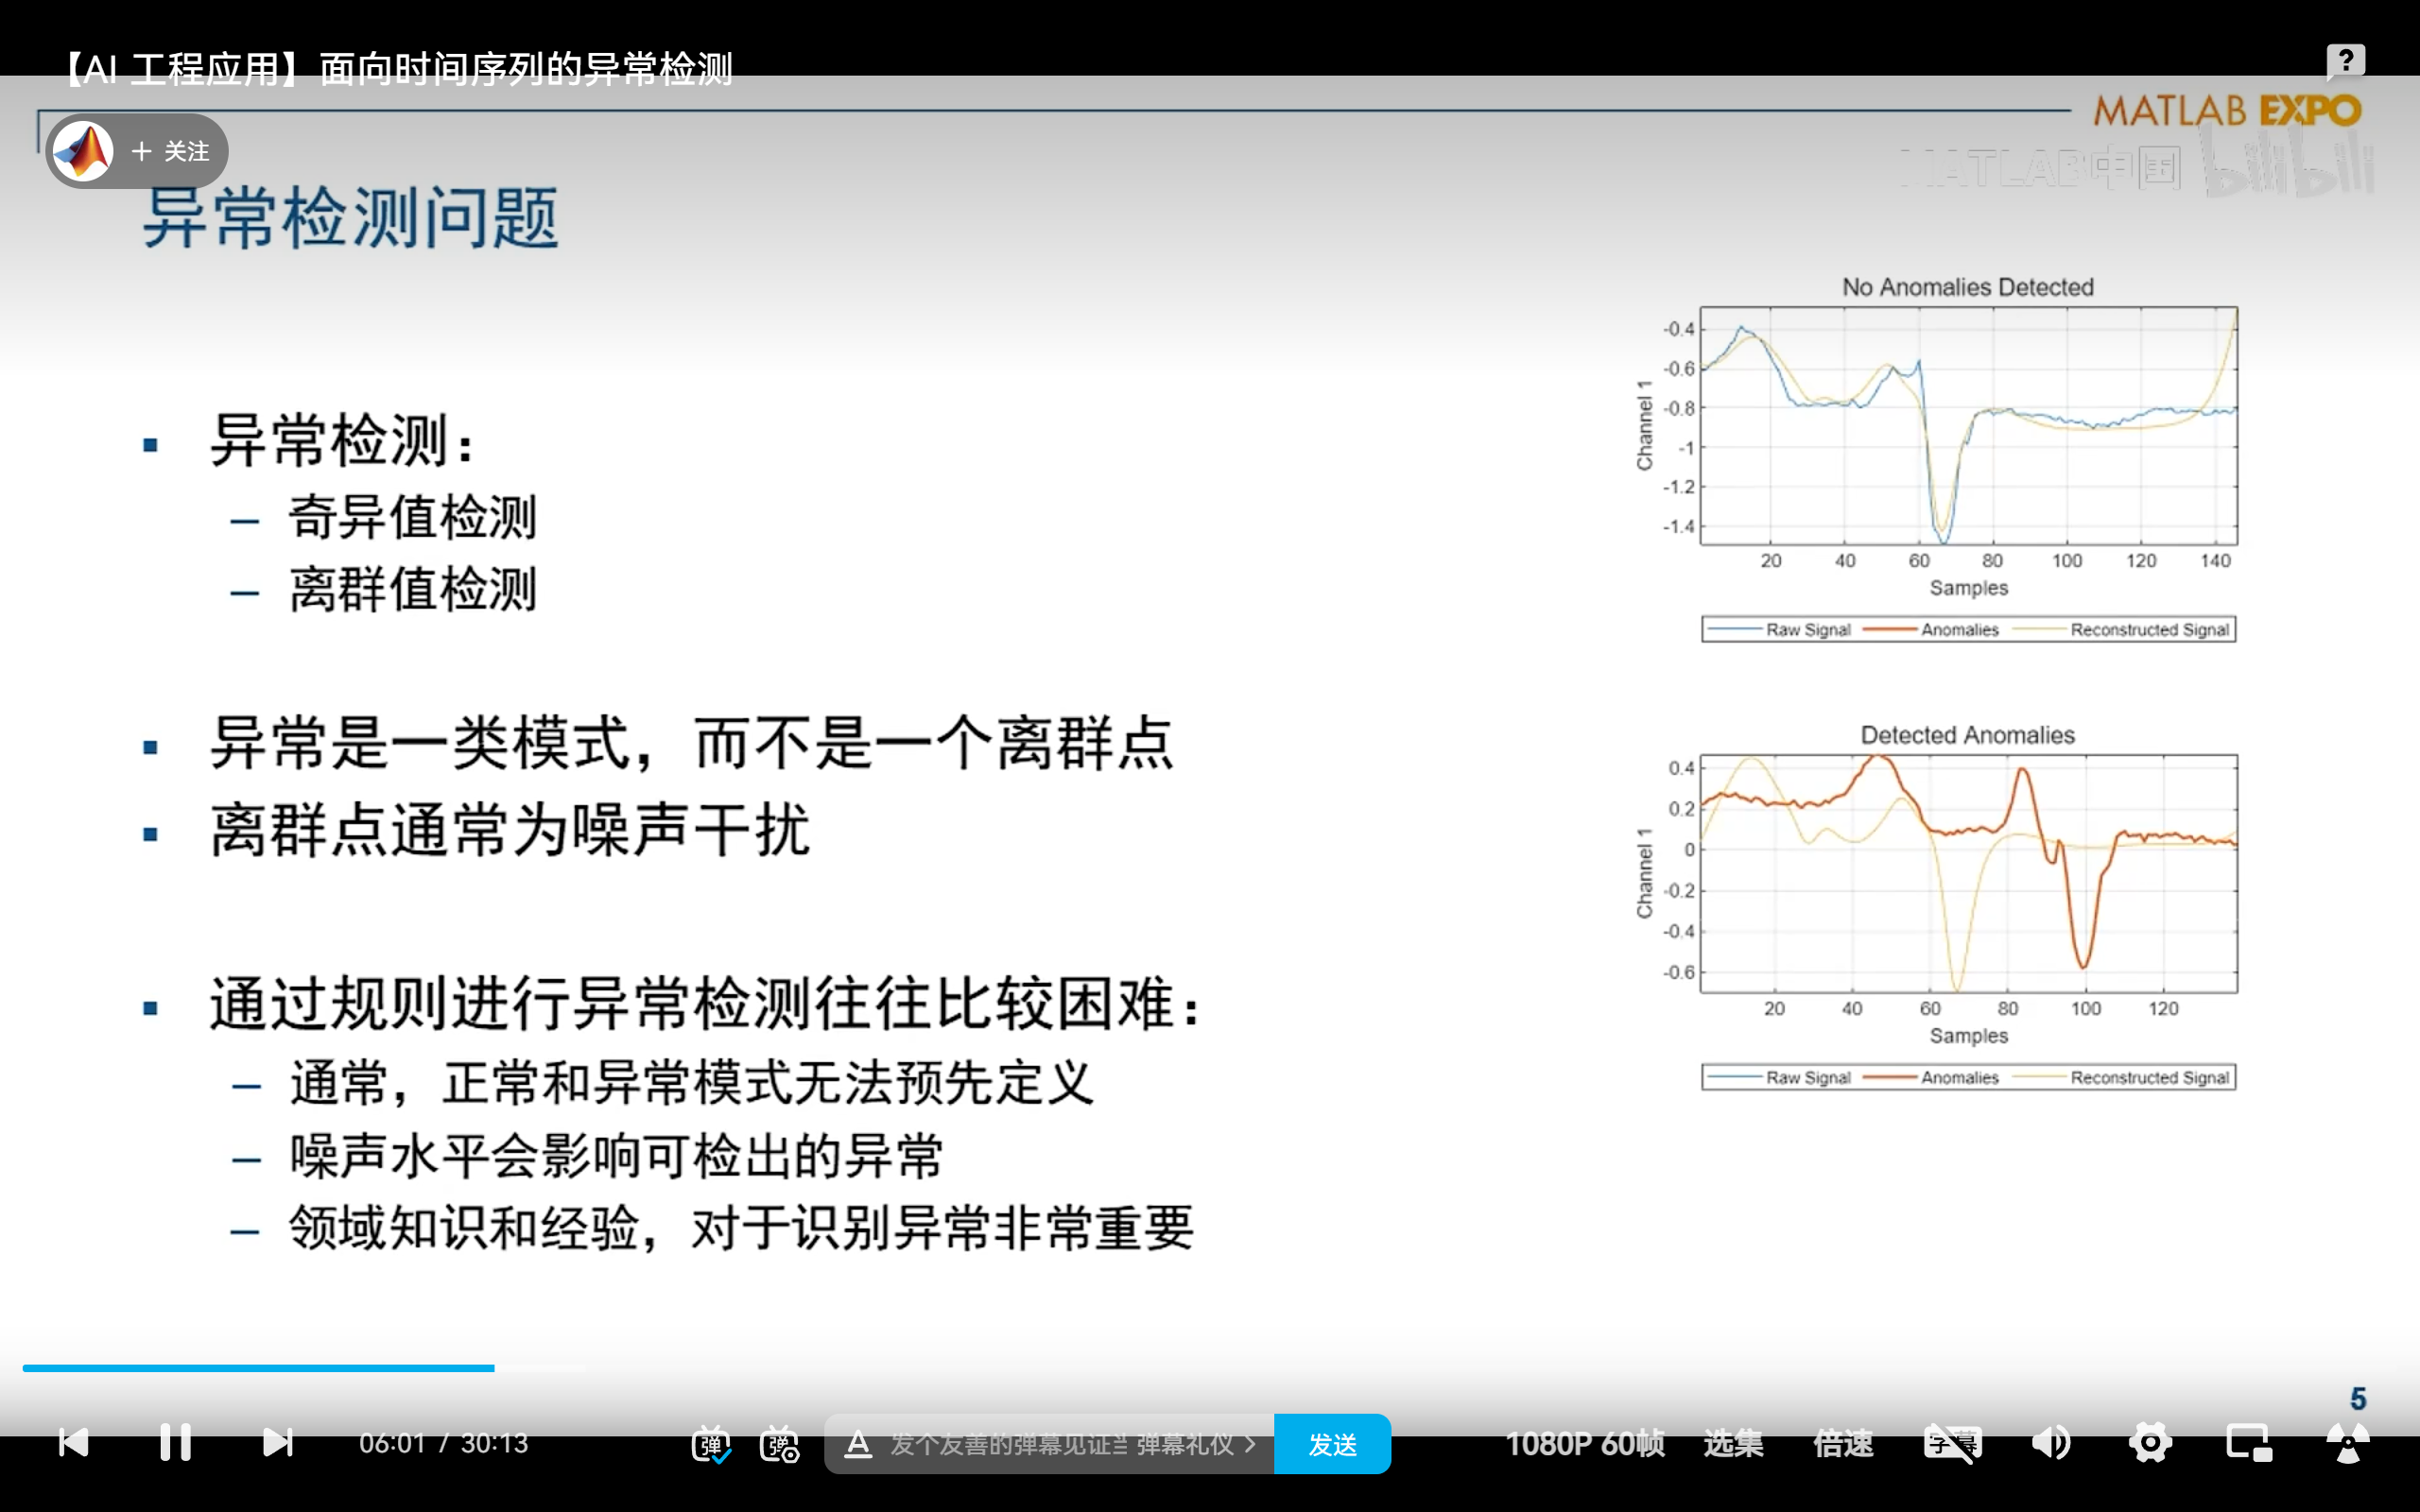 【AI 工程应用】面向时间序列的异常检测
?
MATLAB EXPO
+ 关注
MATLAB中国 bilibili
异常检测问题
异常检测：
– 奇异值检测
– 离群值检测
异常是一类模式，而不是一个离群点
离群点通常为噪声干扰
通过规则进行异常检测往往比较困难：
– 通常，正常和异常模式无法预先定义
– 噪声水平会影响可检出的异常
– 领域知识和经验，对于识别异常非常重要
No Anomalies Detected
Channel 1
-0.4
-0.6
-0.8
-1
-1.2
-1.4
20 40 60 80 100 120 140
Samples
Raw Signal Anomalies Reconstructed Signal
Detected Anomalies
Channel 1
0.4
0.2
0
-0.2
-0.4
-0.6
20 40 60 80 100 120
Samples
Raw Signal Anomalies Reconstructed Signal
5
06:01 / 30:13
弹 弹 A 发个友善的弹幕见证 弹幕礼仪 > 发送 1080P 60帧 选集 倍速 字幕